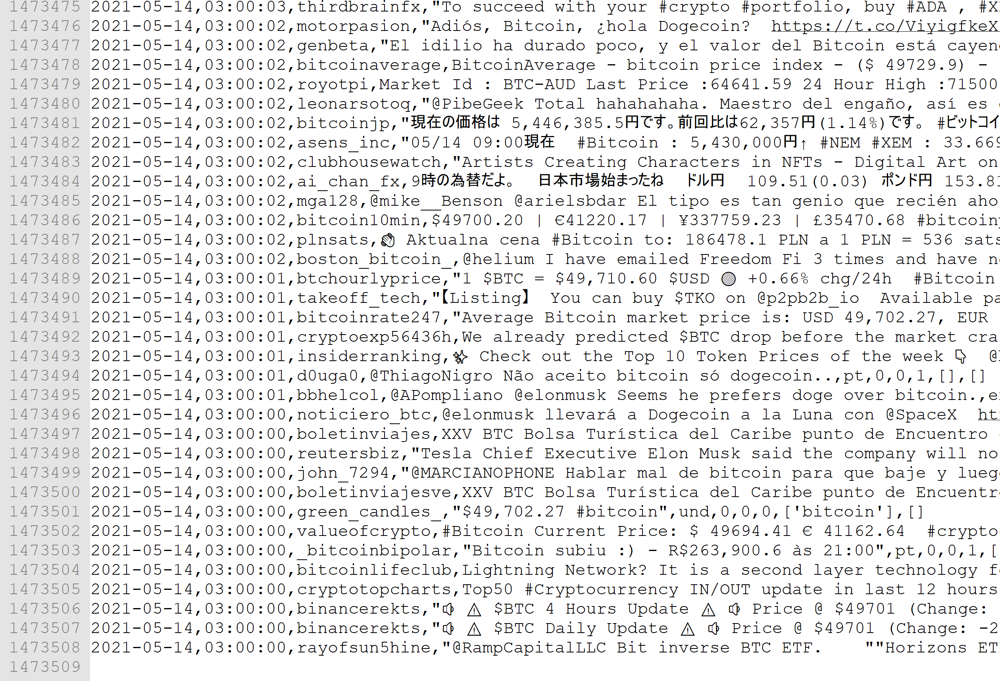 1473475 2021-05-14,03:00:03,thirdbrainfx,"To succeed with your #crypto #portfolio, buy #ADA , #X
1473476 2021-05-14,03:00:02,motorpasion,"Adiós, Bitcoin, ¿hola Dogecoin?  https://t.co/ViyigfkeX
1473477 2021-05-14,03:00:02,genbeta,"El idilio ha durado poco, y el valor del Bitcoin está cayen
1473478 2021-05-14,03:00:02,bitcoinaverage,BitcoinAverage - bitcoin price index - ($ 49729.9) -
1473479 2021-05-14,03:00:02,royotpi,Market Id : BTC-AUD Last Price :64641.59 24 Hour High :71500
1473480 2021-05-14,03:00:02,leonarsotoq,"@PibeGeek Total hahahahaha. Maestro del engaño, así es
1473481 2021-05-14,03:00:02,bitcoinjp,"現在の価格は 5,446,385.5円です。前回比は62,357円(1.14%)です。 #ビットコイ
1473482 2021-05-14,03:00:02,asens_inc,"05/14 09:00現在  #Bitcoin : 5,430,000円↑ #NEM #XEM : 33.669
1473483 2021-05-14,03:00:02,clubhousewatch,"Artists Creating Characters in NFTs - Digital Art on
1473484 2021-05-14,03:00:02,ai_chan_fx,9時の為替だよ。  日本市場始まったね  ドル円  109.51(0.03) ポンド円 153.81
1473485 2021-05-14,03:00:02,mga128,@mike__Benson @arielsbdar El tipo es tan genio que recién aho
1473486 2021-05-14,03:00:02,bitcoin10min,$49700.20 | €41220.17 | ¥337759.23 | £35470.68 #bitcoin
1473487 2021-05-14,03:00:02,plnsats,👋 Aktualna cena #Bitcoin to: 186478.1 PLN a 1 PLN = 536 sats
1473488 2021-05-14,03:00:02,boston_bitcoin_,@helium I have emailed Freedom Fi 3 times and have n
1473489 2021-05-14,03:00:01,btchourlyprice,"1 $BTC = $49,710.60 $USD 🟢 +0.66% chg/24h  #Bitcoin
1473490 2021-05-14,03:00:01,takeoff_tech,"【Listing】 You can buy $TKO on @p2pb2b_io  Available pa
1473491 2021-05-14,03:00:01,bitcoinrate247,"Average Bitcoin market price is: USD 49,702.27, EUR
1473492 2021-05-14,03:00:01,cryptoexp56436h,We already predicted $BTC drop before the market cra
1473493 2021-05-14,03:00:01,insiderranking,✨ Check out the Top 10 Token Prices of the week 👇  @
1473494 2021-05-14,03:00:01,d0uga0,@ThiagoNigro Não aceito bitcoin só dogecoin..,pt,0,0,1,[],[]
1473495 2021-05-14,03:00:01,bbhelcol,@APompliano @elonmusk Seems he prefers doge over bitcoin.,e
1473496 2021-05-14,03:00:00,noticiero_btc,@elonmusk llevará a Dogecoin a la Luna con @SpaceX  ht
1473497 2021-05-14,03:00:00,boletinviajes,XXV BTC Bolsa Turística del Caribe punto de Encuentro
1473498 2021-05-14,03:00:00,reutersbiz,"Tesla Chief Executive Elon Musk said the company will no
1473499 2021-05-14,03:00:00,john_7294,"@MARCIANOPHONE Hablar mal de bitcoin para que baje y lueg
1473500 2021-05-14,03:00:00,boletinviajesve,XXV BTC Bolsa Turística del Caribe punto de Encuentr
1473501 2021-05-14,03:00:00,green_candles_,"$49,702.27 #bitcoin",und,0,0,0,['bitcoin'],[]
1473502 2021-05-14,03:00:00,valueofcrypto,#Bitcoin Current Price: $ 49694.41 € 41162.64  #crypto
1473503 2021-05-14,03:00:00,_bitcoinbipolar,"Bitcoin subiu :) - R$263,900.6 às 21:00",pt,0,0,1,[
1473504 2021-05-14,03:00:00,bitcoinlifeclub,Lightning Network? It is a second layer technology f
1473505 2021-05-14,03:00:00,cryptotopcharts,Top50 #Cryptocurrency IN/OUT update in last 12 hours
1473506 2021-05-14,03:00:00,binancerekts,"🔊 ⚠ $BTC 4 Hours Update ⚠ 🔊 Price @ $49701 (Change:
1473507 2021-05-14,03:00:00,binancerekts,"🔊 ⚠ $BTC Daily Update ⚠ 🔊 Price @ $49701 (Change: -2
1473508 2021-05-14,03:00:00,rayofsun5hine,"@RampCapitalLLC Bit inverse BTC ETF.    ""Horizons ET
1473509